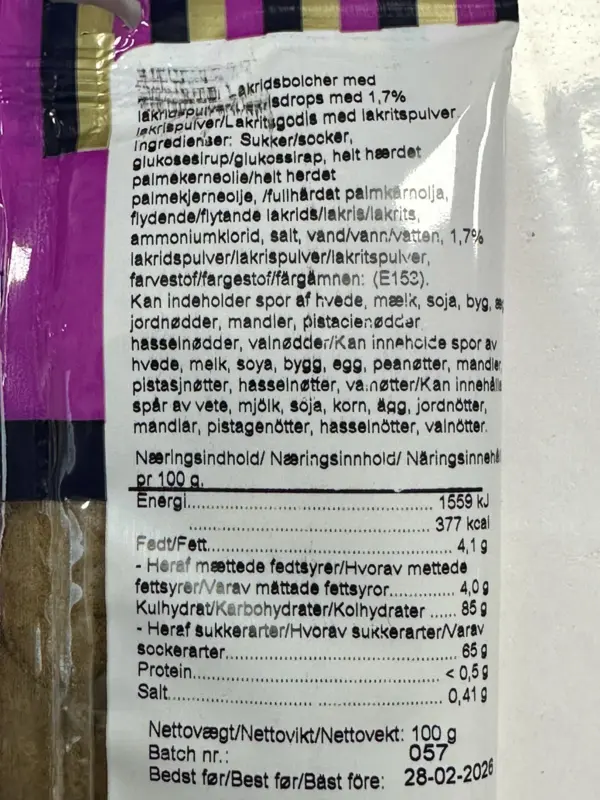 Lakridsbolcher med
lakridspulver/Lakrisdrops med 1,7%
lakrispulver/Lakritsgodis med lakritspulver.
Ingredienser: Sukker/socker,
glukosesirup/glukossirap, helt hærdet
palmekerneolie/helt herdet
palmekjerneolje, /fullhärdat palmkärnolja,
flydende/flytande lakrids/lakris/lakrits,
ammoniumklorid, salt, vand/vann/vatten, 1,7%
lakridspulver/lakrispulver/lakritspulver,
farvestof/fargestof/färgämnen: (E153).
Kan indeholder spor af hvede, mælk, soja, byg,
jordnødder, mandler, pistacienødder
hasselnødder, valnødder/Kan inneholde spor av
hvede, melk, soya, bygg, egg, peanøtter, mandler
pistasjnøtter, hasselnøtter, valnøtter/Kan innehålla
spår av vete, mjölk, söja, korn, ägg, jordnötter,
mandlar, pistagenötter, hasselnötter, valnötter.
Næringsindhold/ Næringsinnhold/ Näringsinnehåll
pr 100 g.
Energi.................. 1559 kJ
.................. 377 kcal
Fedt/Fett.................. 4,1 g
- Heraf mættede fedtsyrer/Hvorav mettede
fettsyrer/Varav mättade fettsyror............. 4,0 g
Kulhydrat/Karbohydrater/Kolhydrater ...... 85 g
- Heraf sukkerarter/Hvorav sukkerarter/Varav
sockerarter.................. 65 g
Protein.................. < 0,5 g
Salt.................. 0,41 g
Nettovægt/Nettovikt/Nettovekt: 100 g
Batch nr.: 057
Bedst før/Best før/Bäst före: 28-02-2026